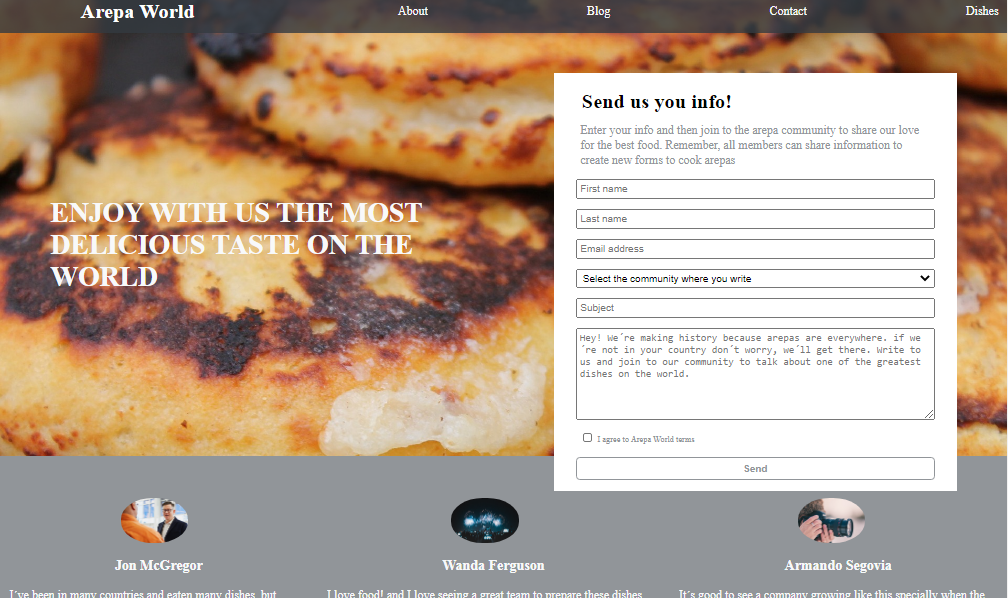 Arepa World
About
Blog
Contact
Dishes
ENJOY WITH US THE MOST
DELICIOUS TASTE ON THE
WORLD
Send us you info!
Enter your info and then join to the arepa community to share our love
for the best food. Remember, all members can share information to
create new forms to cook arepas
First name
Last name
Email address
Select the community where you write
Subject
Hey! We´re making history because arepas are everywhere. if we
´re not in your country don´t worry, we´ll get there. Write to
us and join to our community to talk about one of the greatest
dishes on the world.
I agree to Arepa World terms
Send
Jon McGregor
Wanda Ferguson
Armando Segovia
I´ve been in many countries and eaten many dishes, but
I love food! and I love seeing a great team to prepare these dishes
It´s good to see a company growing like this specially when the